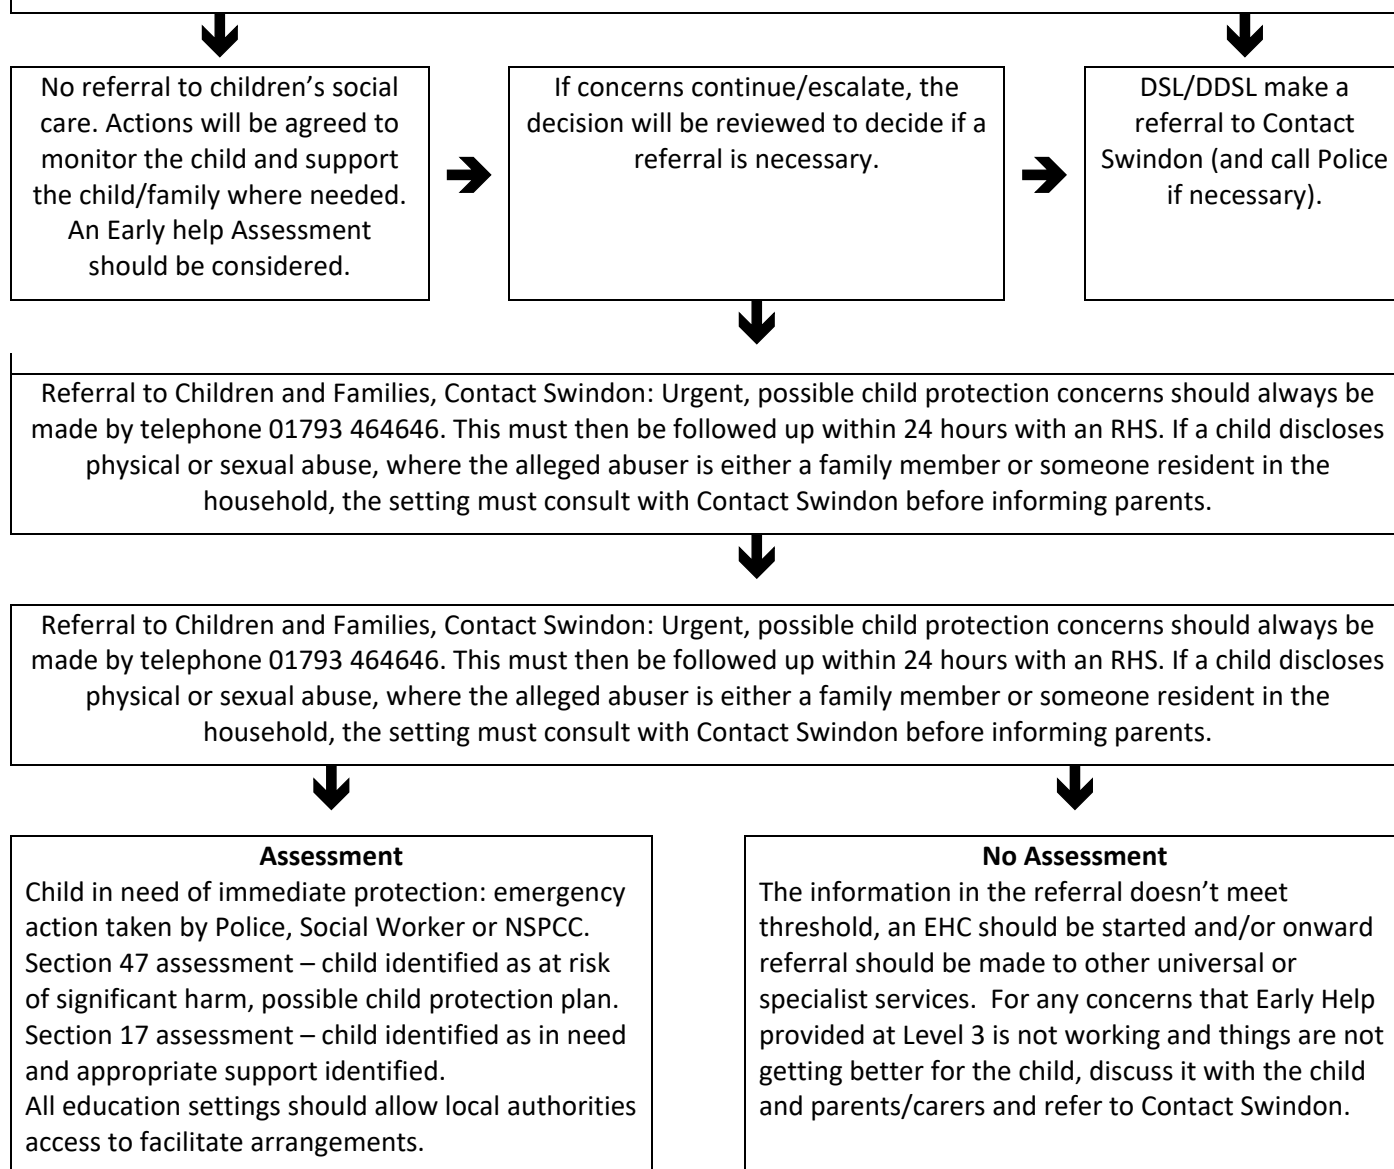 No referral to children’s social
care. Actions will be agreed to
monitor the child and support
the child/family where needed.
An Early help Assessment
should be considered.
If concerns continue/escalate, the
decision will be reviewed to decide if a
referral is necessary.
DSL/DDSL make a
referral to Contact
Swindon (and call Police
if necessary).
Referral to Children and Families, Contact Swindon: Urgent, possible child protection concerns should always be
made by telephone 01793 464646. This must then be followed up within 24 hours with an RHS. If a child discloses
physical or sexual abuse, where the alleged abuser is either a family member or someone resident in the
household, the setting must consult with Contact Swindon before informing parents.
Referral to Children and Families, Contact Swindon: Urgent, possible child protection concerns should always be
made by telephone 01793 464646. This must then be followed up within 24 hours with an RHS. If a child discloses
physical or sexual abuse, where the alleged abuser is either a family member or someone resident in the
household, the setting must consult with Contact Swindon before informing parents.
Assessment
Child in need of immediate protection: emergency
action taken by Police, Social Worker or NSPCC.
Section 47 assessment – child identified as at risk
of significant harm, possible child protection plan.
Section 17 assessment – child identified as in need
and appropriate support identified.
All education settings should allow local authorities
access to facilitate arrangements.
No Assessment
The information in the referral doesn’t meet
threshold, an EHC should be started and/or onward
referral should be made to other universal or
specialist services.  For any concerns that Early Help
provided at Level 3 is not working and things are not
getting better for the child, discuss it with the child
and parents/carers and refer to Contact Swindon.